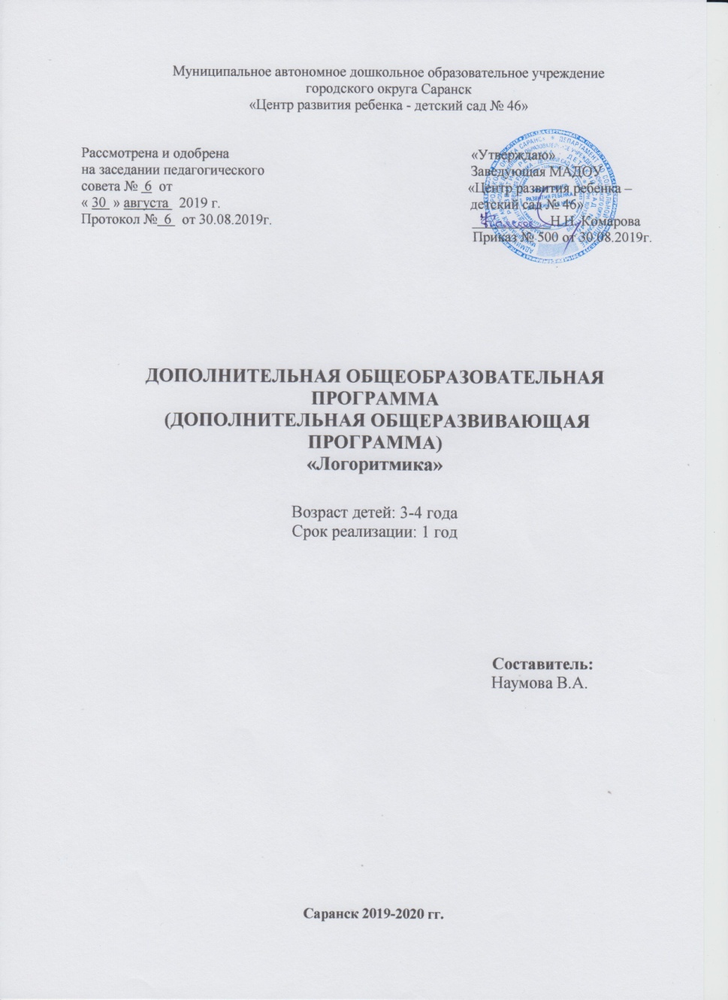 Муниципальное автономное дошкольное образовательное учреждение
городского округа Саранск
«Центр развития ребенка - детский сад № 46»
Рассмотрена и одобрена
на заседании педагогического
совета № 6 от
« 30 » августа 2019 г.
Протокол № 6 от 30.08.2019г.
«Утверждаю»
Заведующая МАДОУ
«Центр развития ребенка –
детский сад № 46»
Н.Н. Комарова
Приказ № 500 от 30.08.2019г.
ДОПОЛНИТЕЛЬНАЯ ОБЩЕОБРАЗОВАТЕЛЬНАЯ
ПРОГРАММА
(ДОПОЛНИТЕЛЬНАЯ ОБЩЕРАЗВИВАЮЩАЯ
ПРОГРАММА)
«Логоритмика»
Возраст детей: 3-4 года
Срок реализации: 1 год
Составитель:
Наумова В.А.
Саранск 2019-2020 гг.